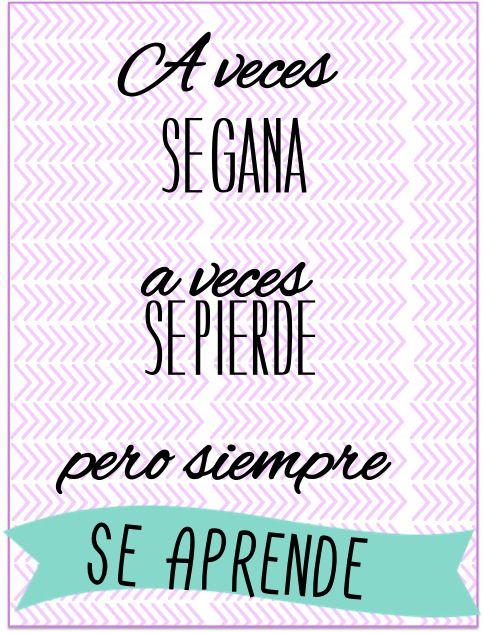 A veces
SE GANA
a veces
SE PIERDE
pero siempre
SE APRENDE